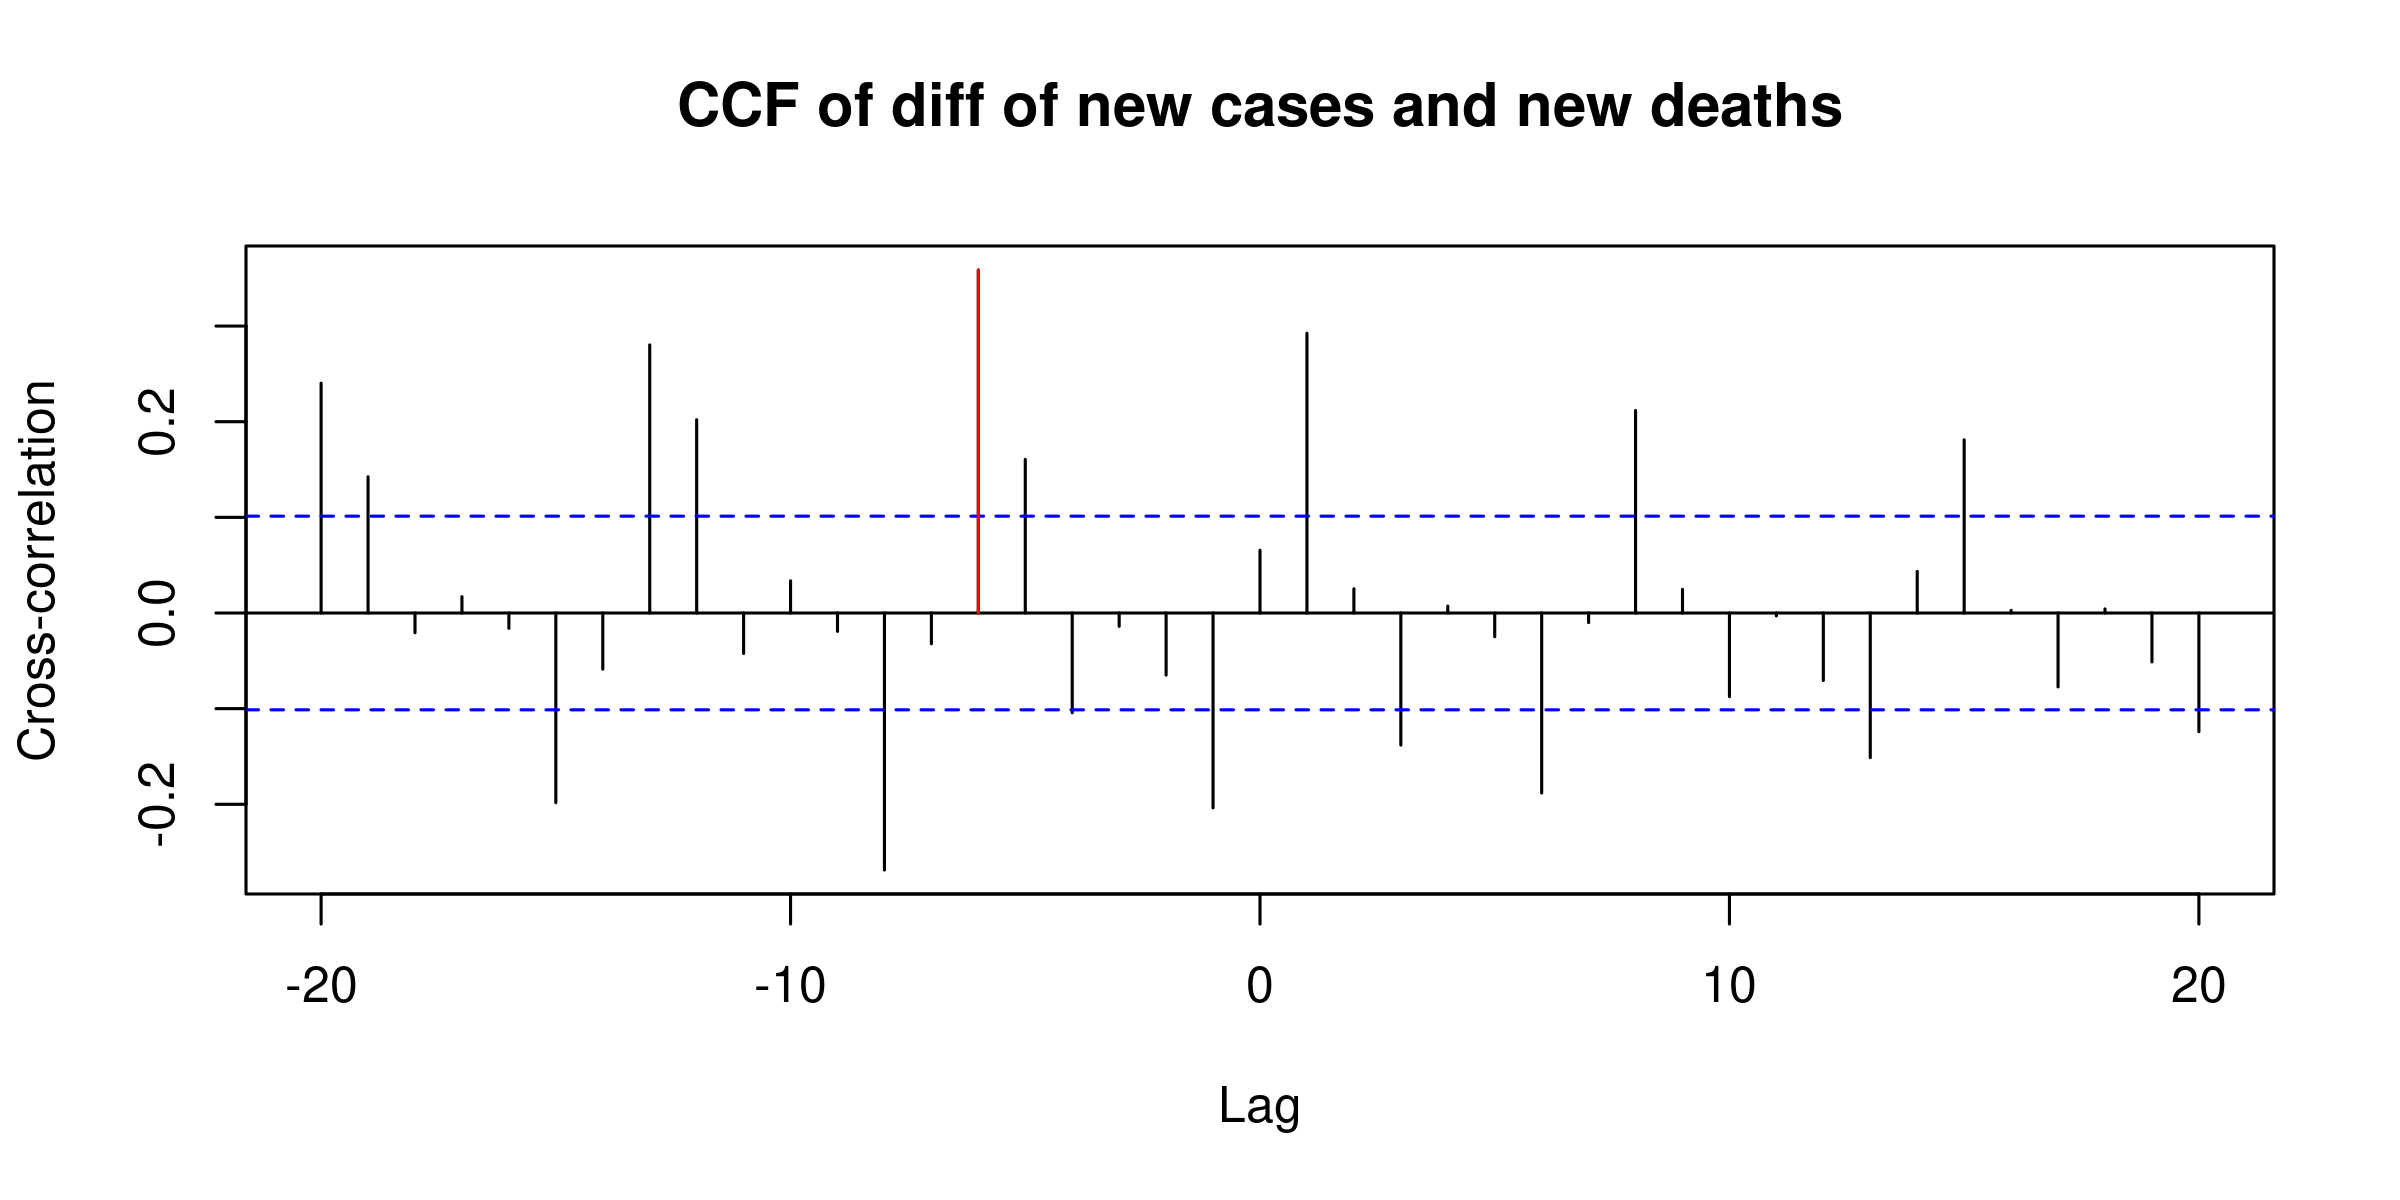 CCF of diff of new cases and new deaths
Cross-correlation
0.2
0.0
-0.2
-20 -10 0 10 20
Lag